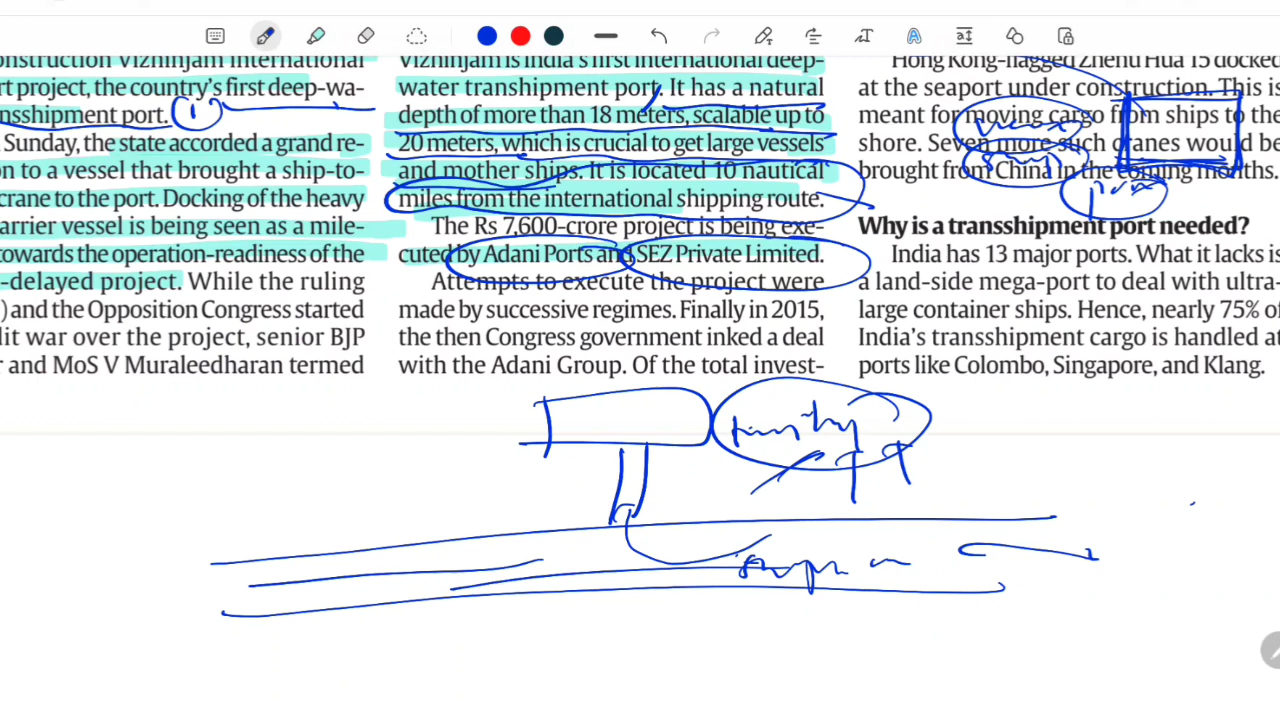 onstruction Vizhinjam International
rt project, the country's first deep-wa-
nsshipment port.
1
Sunday, the state accorded a grand re-
on to a vessel that brought a ship-to-
crane to the port. Docking of the heavy
arrier vessel is being seen as a mile-
towards the operation-readiness of the
-delayed project. While the ruling
) and the Opposition Congress started
dit war over the project, senior BJP
r and MoS V Muraleedharan termed
Vizhinjam is India's first international deep-
water transhipment port. It has a natural
depth of more than 18 meters, scalable up to
20 meters, which is crucial to get large vessels
and mother ships. It is located 10 nautical
miles from the international shipping route.
The Rs 7,600-crore project is being exe-
cuted by Adani Ports and SEZ Private Limited.
Attempts to execute the project were
made by successive regimes. Finally in 2015,
the then Congress government inked a deal
with the Adani Group. Of the total invest-
Hong Kong-flagged Zhenu Hua 15 docked
at the seaport under construction. This is
meant for moving cargo from ships to the
shore. Seven more such cranes would be
brought from China in the coming months.
Why is a transshipment port needed?
India has 13 major ports. What it lacks is
a land-side mega-port to deal with ultra-
large container ships. Hence, nearly 75% of
India's transshipment cargo is handled at
ports like Colombo, Singapore, and Klang.